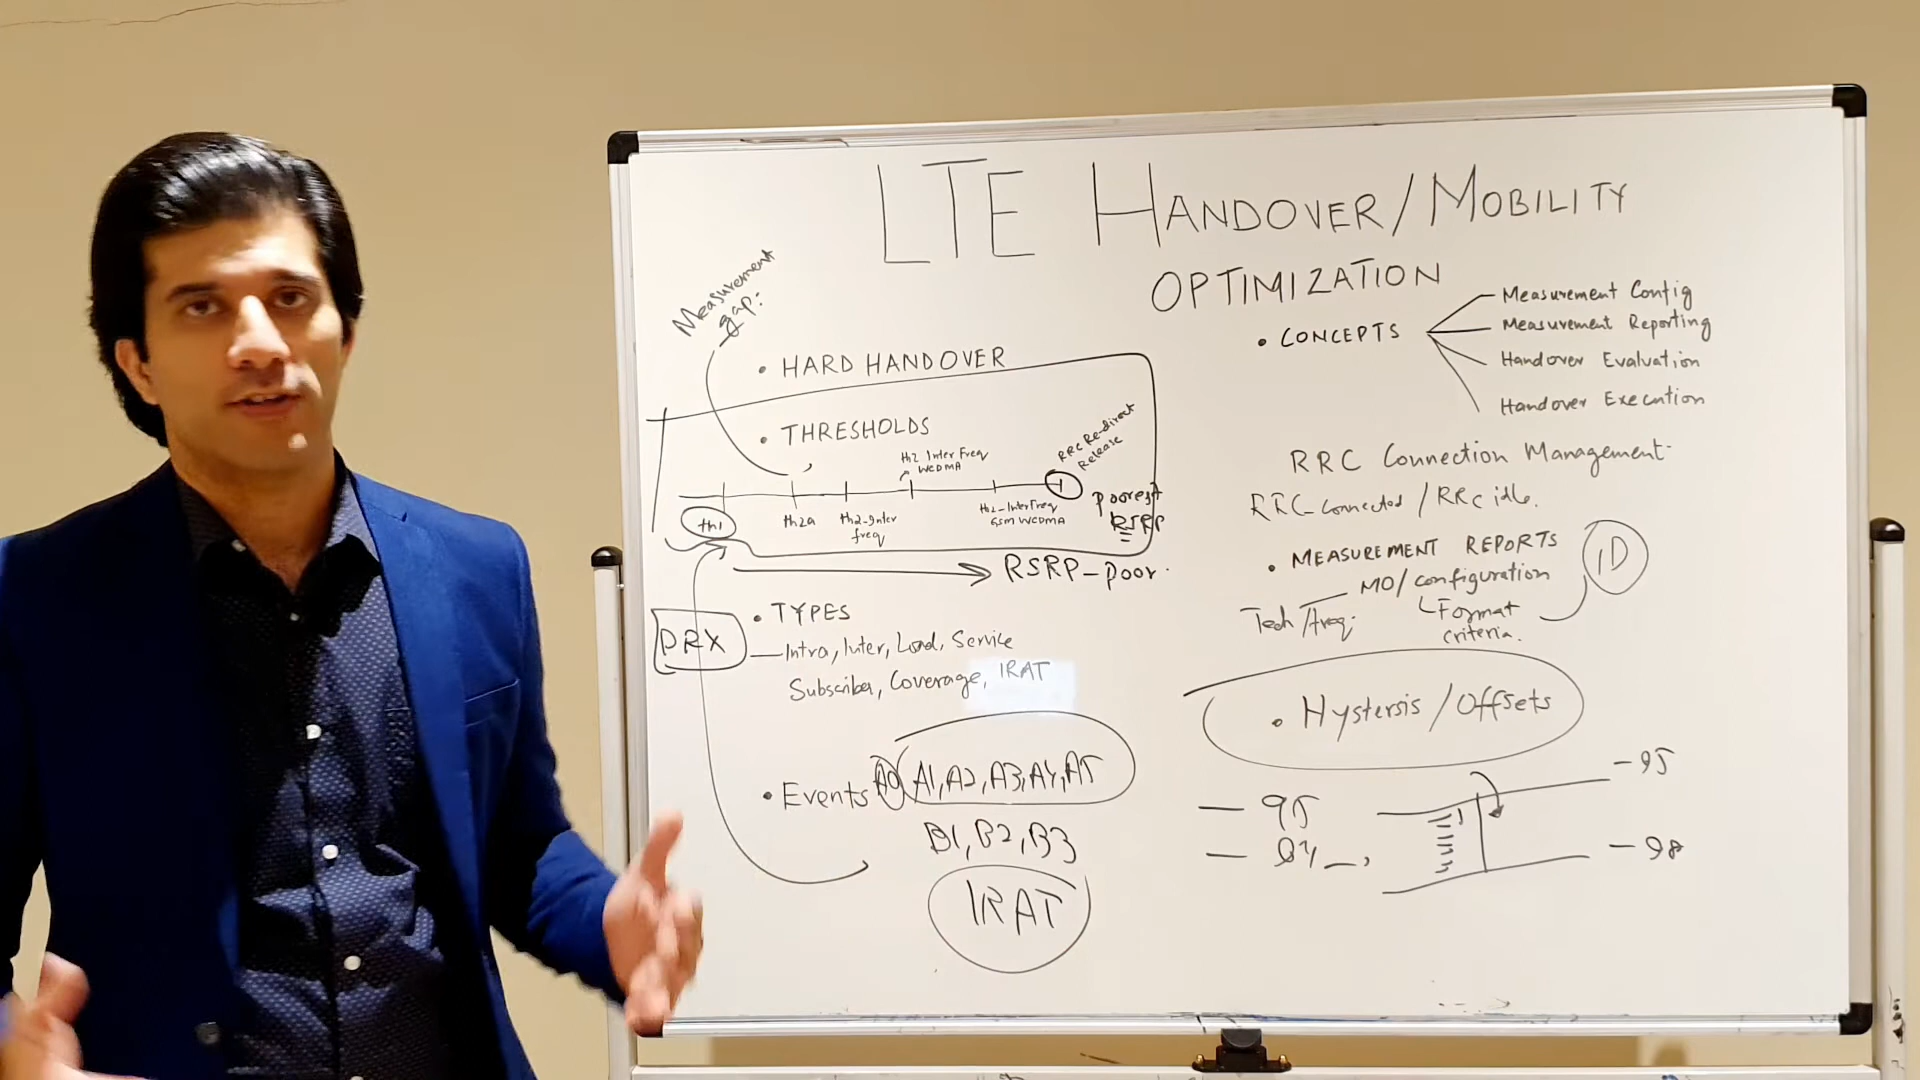 LTE HANDOVER/MOBILITY
OPTIMIZATION
Measurement gap:
• HARD HANDOVER
• THRESHOLDS
th1
th2a
th2-Inter freq
th2 Inter Freq WCDMA
th2-InterFreq GSM WCDMA
RRC Re-direct Release
Poorest RSRP
RSRP-poor.
DRX
• TYPES
Intra, Inter, Load, Service
Subscriber, Coverage, IRAT
• Events A0 A1, A2, A3, A4, A5
B1, B2, B3
IRAT
• CONCEPTS
Measurement Config
Measurement Reporting
Handover Evaluation
Handover Execution
RRC Connection Management
RRC-Connected / RRC idle.
• MEASUREMENT REPORTS
ID
MO/configuration
Tech/freq.
Format
criteria.
• Hystersis/Offsets
-95
-95
-98